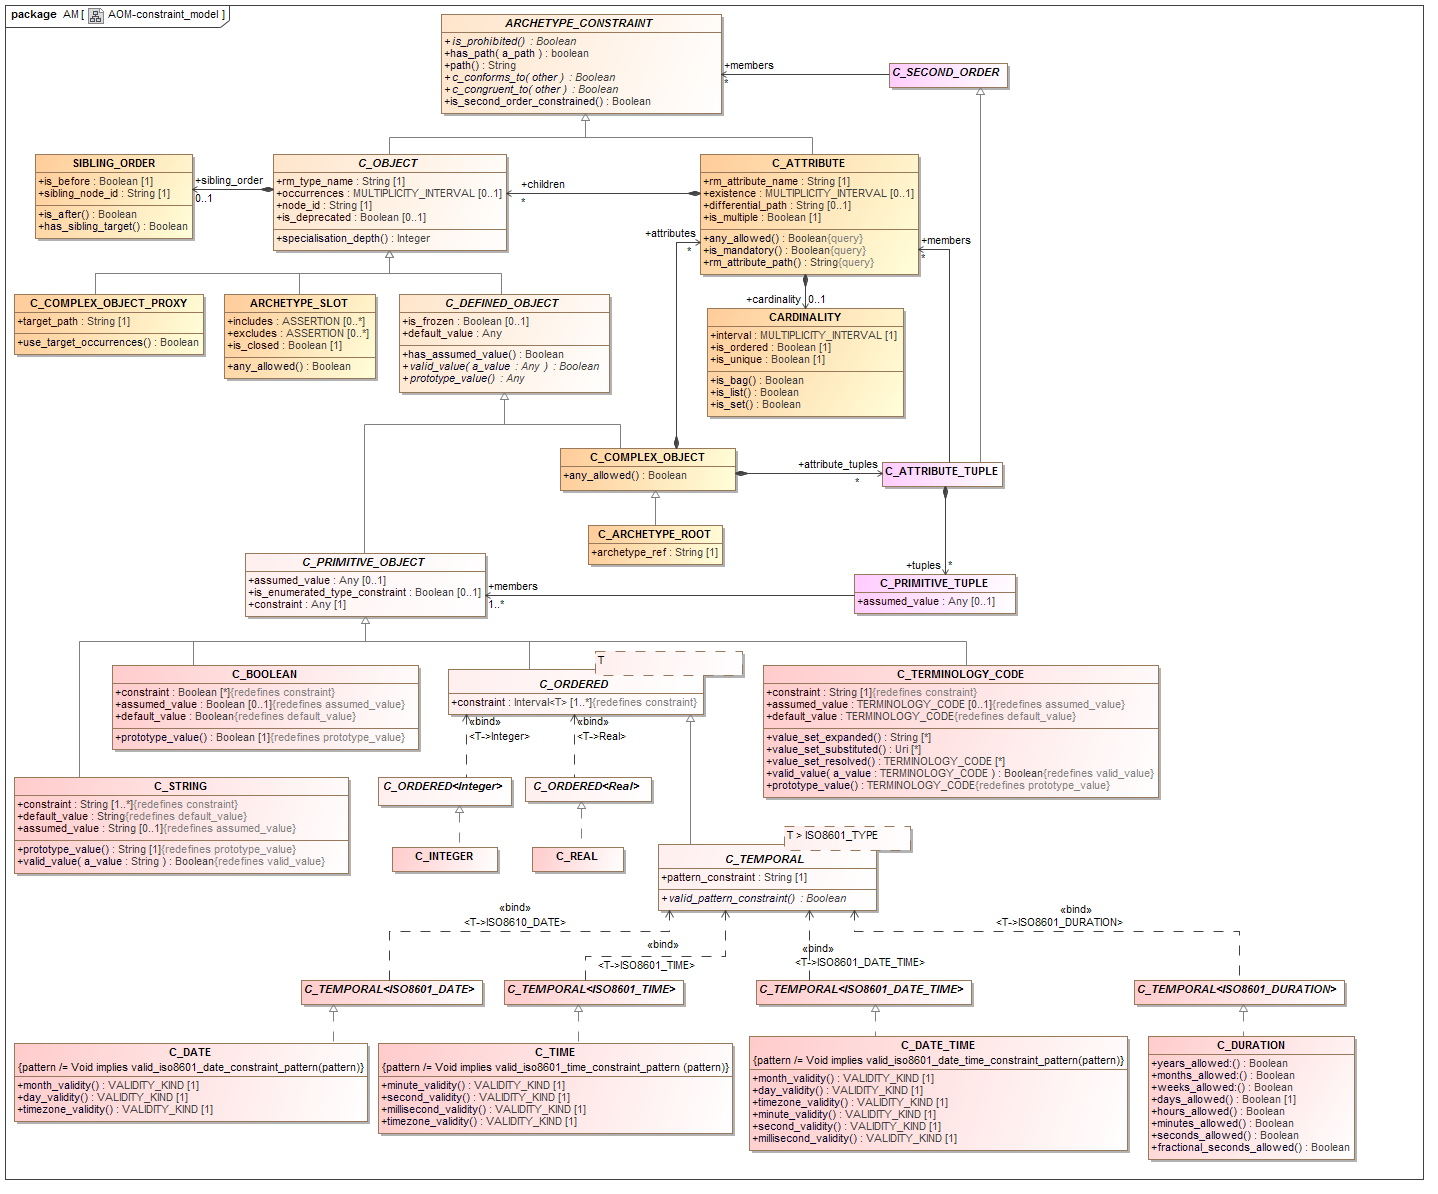 package AM [ AOM-constraint_model ]
ARCHETYPE_CONSTRAINT
+is_prohibited() : Boolean
+has_path( a_path ) : boolean
+path() : String
+c_conforms_to( other ) : Boolean
+c_congruent_to( other ) : Boolean
+is_second_order_constrained() : Boolean
+members
*
C_SECOND_ORDER
SIBLING_ORDER
+is_before : Boolean [1]
+sibling_node_id : String [1]
+is_after() : Boolean
+has_sibling_target() : Boolean
+sibling_order
0..1
C_OBJECT
+rm_type_name : String [1]
+occurrences : MULTIPLICITY_INTERVAL [0..1]
+node_id : String [1]
+is_deprecated : Boolean [0..1]
+specialisation_depth() : Integer
+children
*
C_ATTRIBUTE
+rm_attribute_name : String [1]
+existence : MULTIPLICITY_INTERVAL [0..1]
+differential_path : String [0..1]
+is_multiple : Boolean [1]
+any_allowed() : Boolean{query}
+is_mandatory() : Boolean{query}
+rm_attribute_path() : String{query}
+attributes
*
+members
*
+cardinality 0..1
C_COMPLEX_OBJECT_PROXY
+target_path : String [1]
+use_target_occurrences() : Boolean
ARCHETYPE_SLOT
+includes : ASSERTION [0..*]
+excludes : ASSERTION [0..*]
+is_closed : Boolean [1]
+any_allowed() : Boolean
C_DEFINED_OBJECT
+is_frozen : Boolean [0..1]
+default_value : Any
+has_assumed_value() : Boolean
+valid_value( a_value : Any ) : Boolean
+prototype_value() : Any
CARDINALITY
+interval : MULTIPLICITY_INTERVAL [1]
+is_ordered : Boolean [1]
+is_unique : Boolean [1]
+is_bag() : Boolean
+is_list() : Boolean
+is_set() : Boolean
C_COMPLEX_OBJECT
+any_allowed() : Boolean
+attribute_tuples
*
C_ATTRIBUTE_TUPLE
C_ARCHETYPE_ROOT
+archetype_ref : String [1]
C_PRIMITIVE_OBJECT
+assumed_value : Any [0..1]
+is_enumerated_type_constraint : Boolean [0..1]
+constraint : Any [1]
+members
1..*
+tuples *
C_PRIMITIVE_TUPLE
+assumed_value : Any [0..1]
C_BOOLEAN
+constraint : Boolean [*]{redefines constraint}
+assumed_value : Boolean [0..1]{redefines assumed_value}
+default_value : Boolean{redefines default_value}
+prototype_value() : Boolean [1]{redefines prototype_value}
T
C_ORDERED
+constraint : Interval<T> [1..*]{redefines constraint}
C_TERMINOLOGY_CODE
+constraint : String [1]{redefines constraint}
+assumed_value : TERMINOLOGY_CODE [0..1]{redefines assumed_value}
+default_value : TERMINOLOGY_CODE{redefines default_value}
+value_set_expanded() : String [*]
+value_set_substituted() : Uri [*]
+value_set_resolved() : TERMINOLOGY_CODE [*]
+valid_value( a_value : TERMINOLOGY_CODE ) : Boolean{redefines valid_value}
+prototype_value() : TERMINOLOGY_CODE{redefines prototype_value}
«bind»
<T->Integer>
«bind»
<T->Real>
C_STRING
+constraint : String [1..*]{redefines constraint}
+default_value : String{redefines default_value}
+assumed_value : String [0..1]{redefines assumed_value}
+prototype_value() : String [1]{redefines prototype_value}
+valid_value( a_value : String ) : Boolean{redefines valid_value}
C_ORDERED<Integer>
C_ORDERED<Real>
C_INTEGER
C_REAL
T > ISO8601_TYPE
C_TEMPORAL
+pattern_constraint : String [1]
+valid_pattern_constraint() : Boolean
«bind»
<T->ISO8610_DATE>
«bind»
<T->ISO8601_TIME>
«bind»
<T->ISO8601_DATE_TIME>
«bind»
<T->ISO8601_DURATION>
C_TEMPORAL<ISO8601_DATE>
C_TEMPORAL<ISO8601_TIME>
C_TEMPORAL<ISO8601_DATE_TIME>
C_TEMPORAL<ISO8601_DURATION>
C_DATE
{pattern /= Void implies valid_iso8601_date_constraint_pattern(pattern)}
+month_validity() : VALIDITY_KIND [1]
+day_validity() : VALIDITY_KIND [1]
+timezone_validity() : VALIDITY_KIND [1]
C_TIME
{pattern /= Void implies valid_iso8601_time_constraint_pattern (pattern)}
+minute_validity() : VALIDITY_KIND [1]
+second_validity() : VALIDITY_KIND [1]
+millisecond_validity() : VALIDITY_KIND [1]
+timezone_validity() : VALIDITY_KIND [1]
C_DATE_TIME
{pattern /= Void implies valid_iso8601_date_time_constraint_pattern(pattern)}
+month_validity() : VALIDITY_KIND [1]
+day_validity() : VALIDITY_KIND [1]
+timezone_validity() : VALIDITY_KIND [1]
+minute_validity() : VALIDITY_KIND [1]
+second_validity() : VALIDITY_KIND [1]
+millisecond_validity() : VALIDITY_KIND [1]
C_DURATION
+years_allowed:() : Boolean
+months_allowed:() : Boolean
+weeks_allowed:() : Boolean
+days_allowed() : Boolean [1]
+hours_allowed() : Boolean
+minutes_allowed() : Boolean
+seconds_allowed() : Boolean
+fractional_seconds_allowed() : Boolean